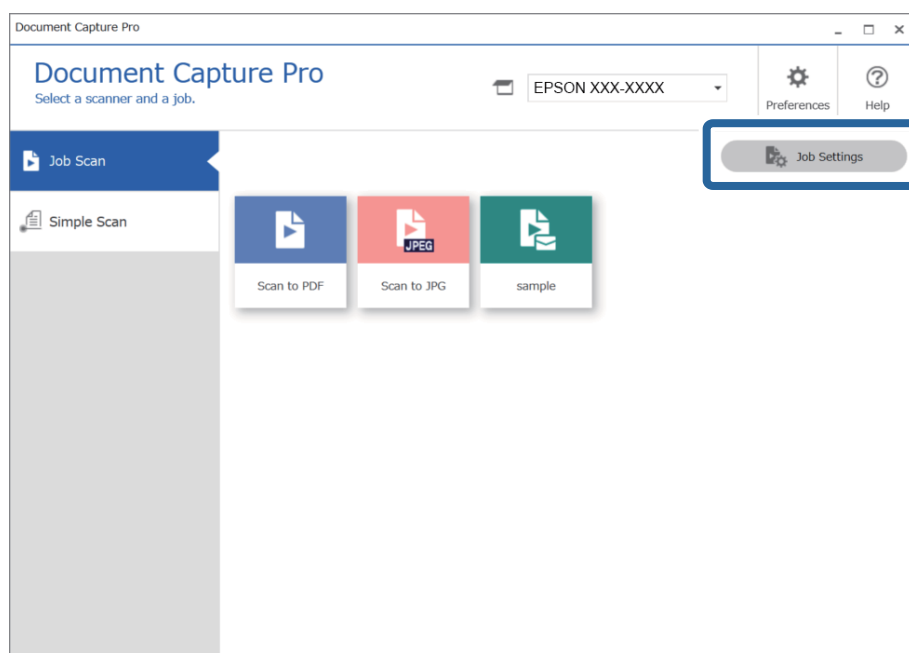 Document Capture Pro
Document Capture Pro
Select a scanner and a job.
EPSON XXX-XXXX
Preferences
Help
Job Scan
Job Settings
Simple Scan
JPEG
Scan to PDF
Scan to JPG
sample